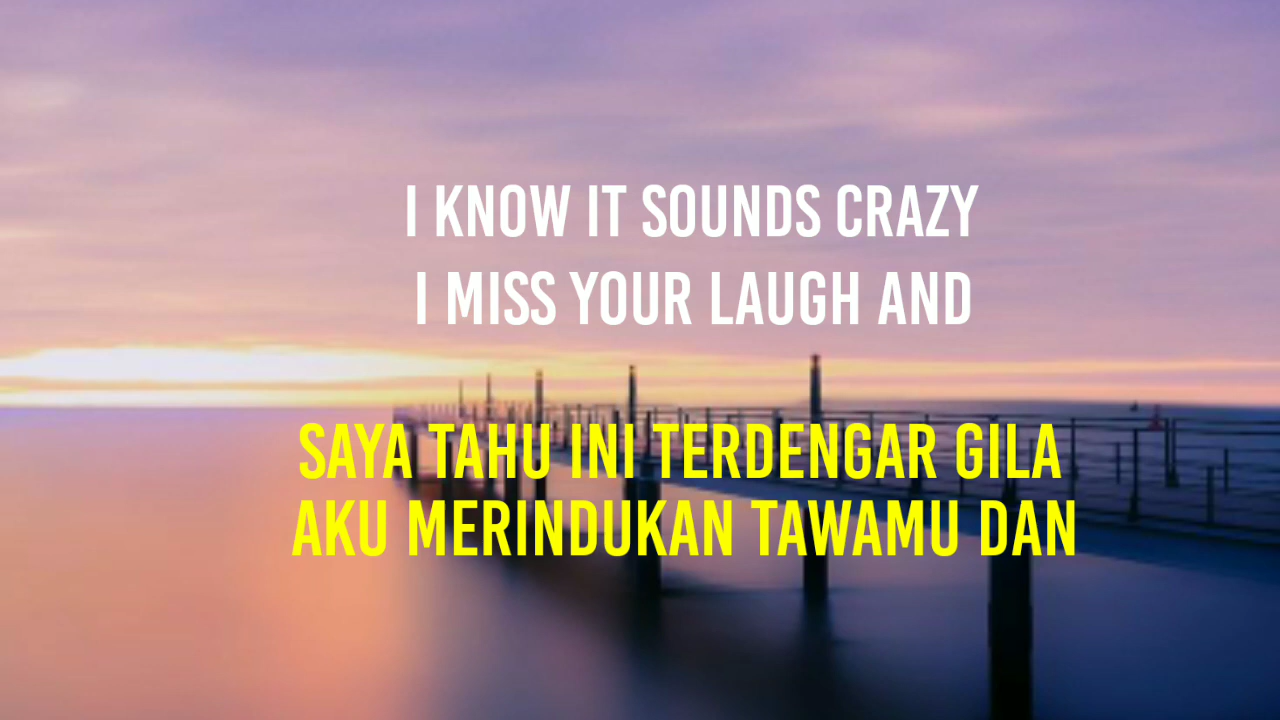 I KNOW IT SOUNDS CRAZY
I MISS YOUR LAUGH AND
SAYA TAHU INI TERDENGAR GILA
AKU MERINDUKAN TAWAMU DAN